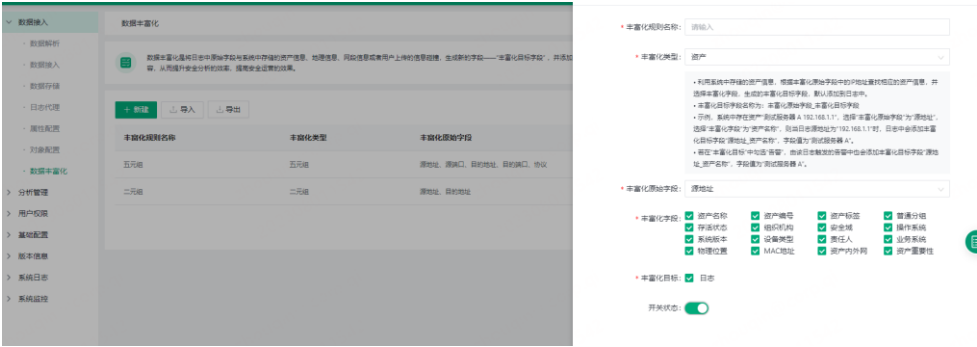 数据接入
数据解析
数据接入
数据存储
日志代理
属性配置
对象配置
数据丰富化
分析管理
用户权限
基础配置
版本信息
系统日志
系统监控
数据丰富化
数据丰富化是将日志中原始字段与系统中存储的资产信息、地理信息、网段信息或者用户上传的信息碰撞，生成新的字段——“丰富化目标字段”，并添加
容，从而提升安全分析的效率、提高安全运营的效果。
+ 新建 导入 导出
丰富化规则名称 丰富化类型 丰富化原始字段
五元组 五元组 源地址、源端口、目的地址、目的端口、协议
二元组 二元组 源地址、目的地址
* 丰富化规则名称: 请输入
* 丰富化类型: 资产
• 利用系统中存储的资产信息，根据丰富化原始字段中的IP地址查找相应的资产信息，并
选择丰富化字段，生成的丰富化目标字段，默认添加到日志中。
• 丰富化目标字段名称为：丰富化原始字段_丰富化目标字段
• 示例，系统中存在资产“测试服务器 A 192.168.1.1”，选择“丰富化原始字段”为“源地址”，
选择“丰富化字段”为“资产名称”，则当日志源地址为“192.168.1.1”时，日志中会添加丰富
化目标字段“源地址_资产名称”，字段值为“测试服务器 A”。
• 若在“丰富化目标”中勾选“告警”，由该日志触发的告警中也会添加丰富化目标字段“源地
址_资产名称”，字段值为“测试服务器 A”。
* 丰富化原始字段: 源地址
* 丰富化字段: 资产名称 资产编号 资产标签 普通分组
存活状态 组织机构 安全域 操作系统
系统版本 设备类型 责任人 业务系统
物理位置 MAC地址 资产内外网 资产重要性
* 丰富化目标: 日志
开关状态: